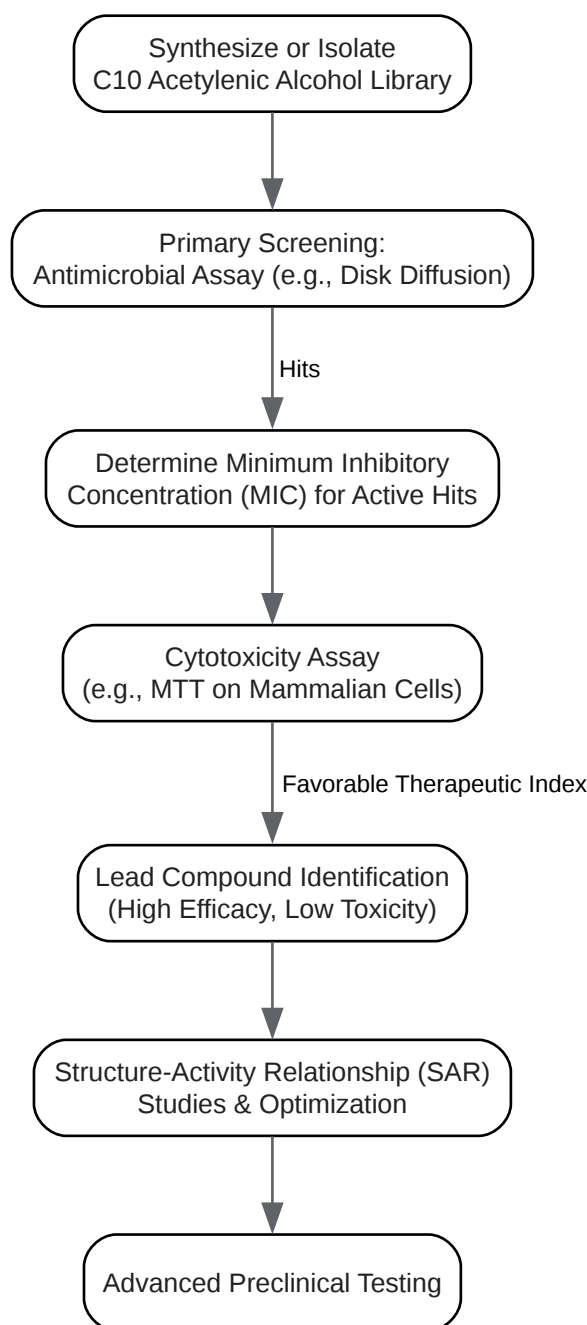 Synthesize or Isolate
C10 Acetylenic Alcohol Library
Primary Screening:
Antimicrobial Assay (e.g., Disk Diffusion)
Hits
Determine Minimum Inhibitory
Concentration (MIC) for Active Hits
Cytotoxicity Assay
(e.g., MTT on Mammalian Cells)
Favorable Therapeutic Index
Lead Compound Identification
(High Efficacy, Low Toxicity)
Structure-Activity Relationship (SAR)
Studies & Optimization
Advanced Preclinical Testing